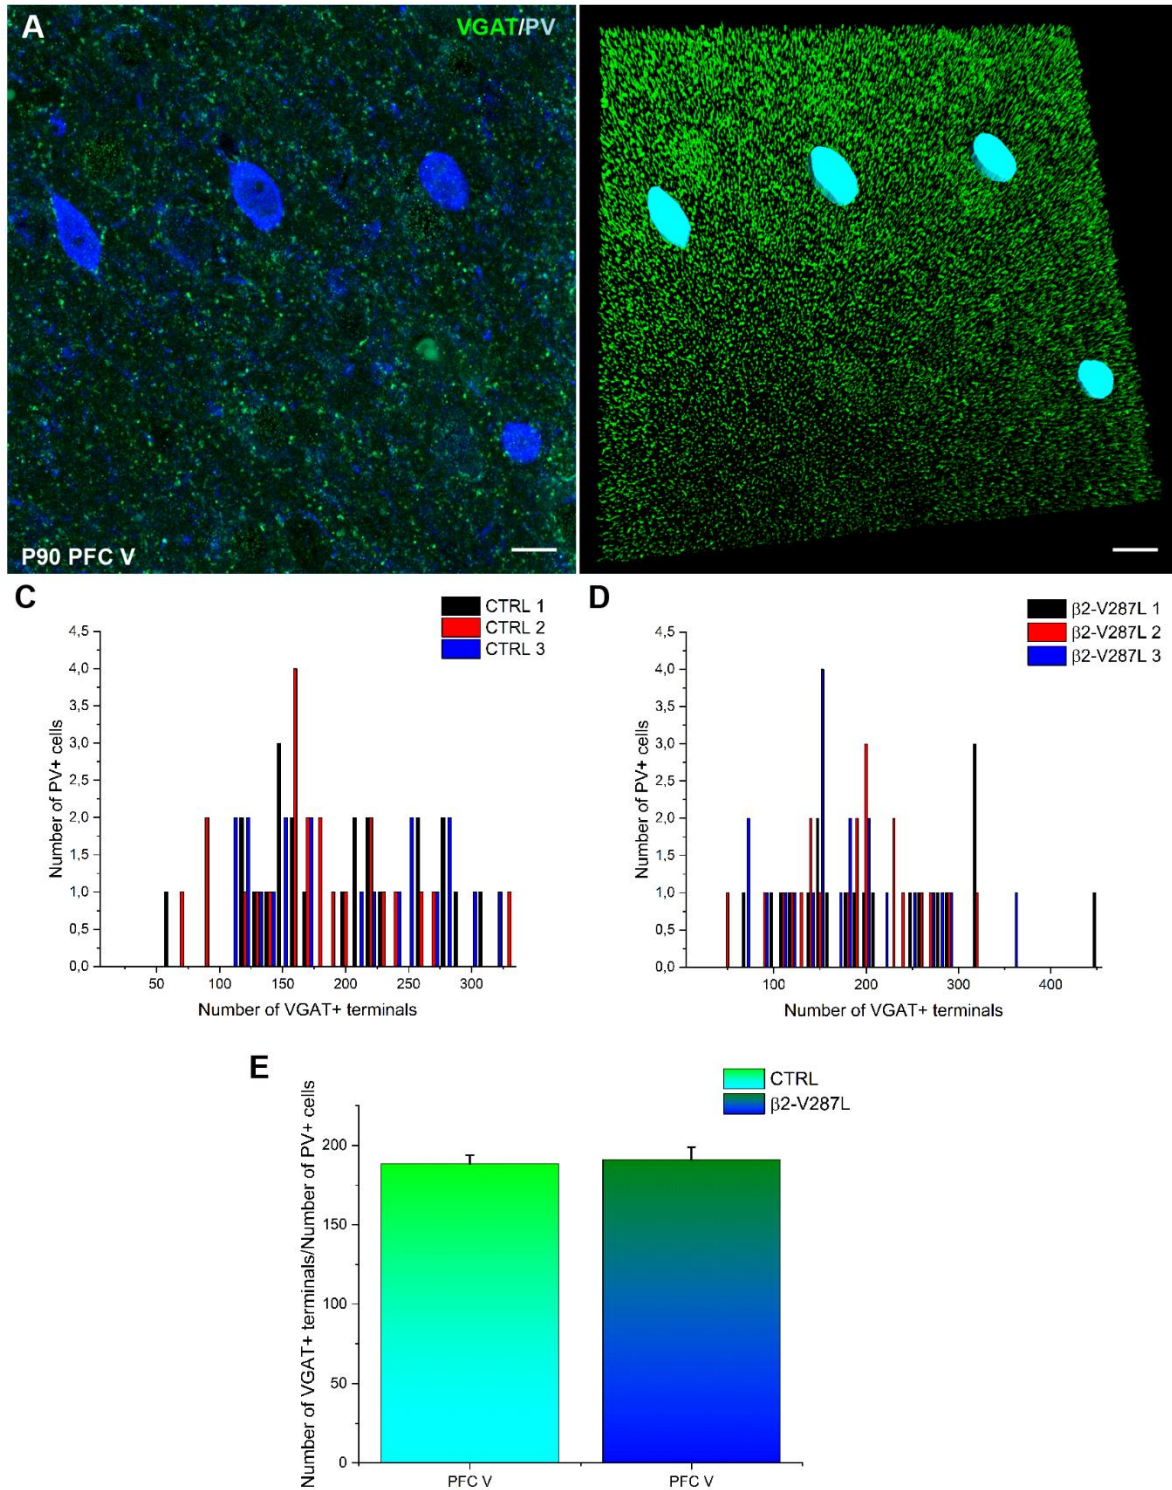 A
VGAT/PV
P90 PFC V
C
CTRL 1
CTRL 2
CTRL 3
4,5
4,0
3,5
3,0
2,5
2,0
1,5
1,0
0,5
0,0
Number of PV+ cells
50 100 150 200 250 300
Number of VGAT+ terminals
D
β2-V287L 1
β2-V287L 2
β2-V287L 3
4,5
4,0
3,5
3,0
2,5
2,0
1,5
1,0
0,5
0,0
Number of PV+ cells
100 200 300 400
Number of VGAT+ terminals
E
CTRL
β2-V287L
Number of VGAT+ terminals/Number of PV+ cells
200
150
100
50
0
PFC V PFC V